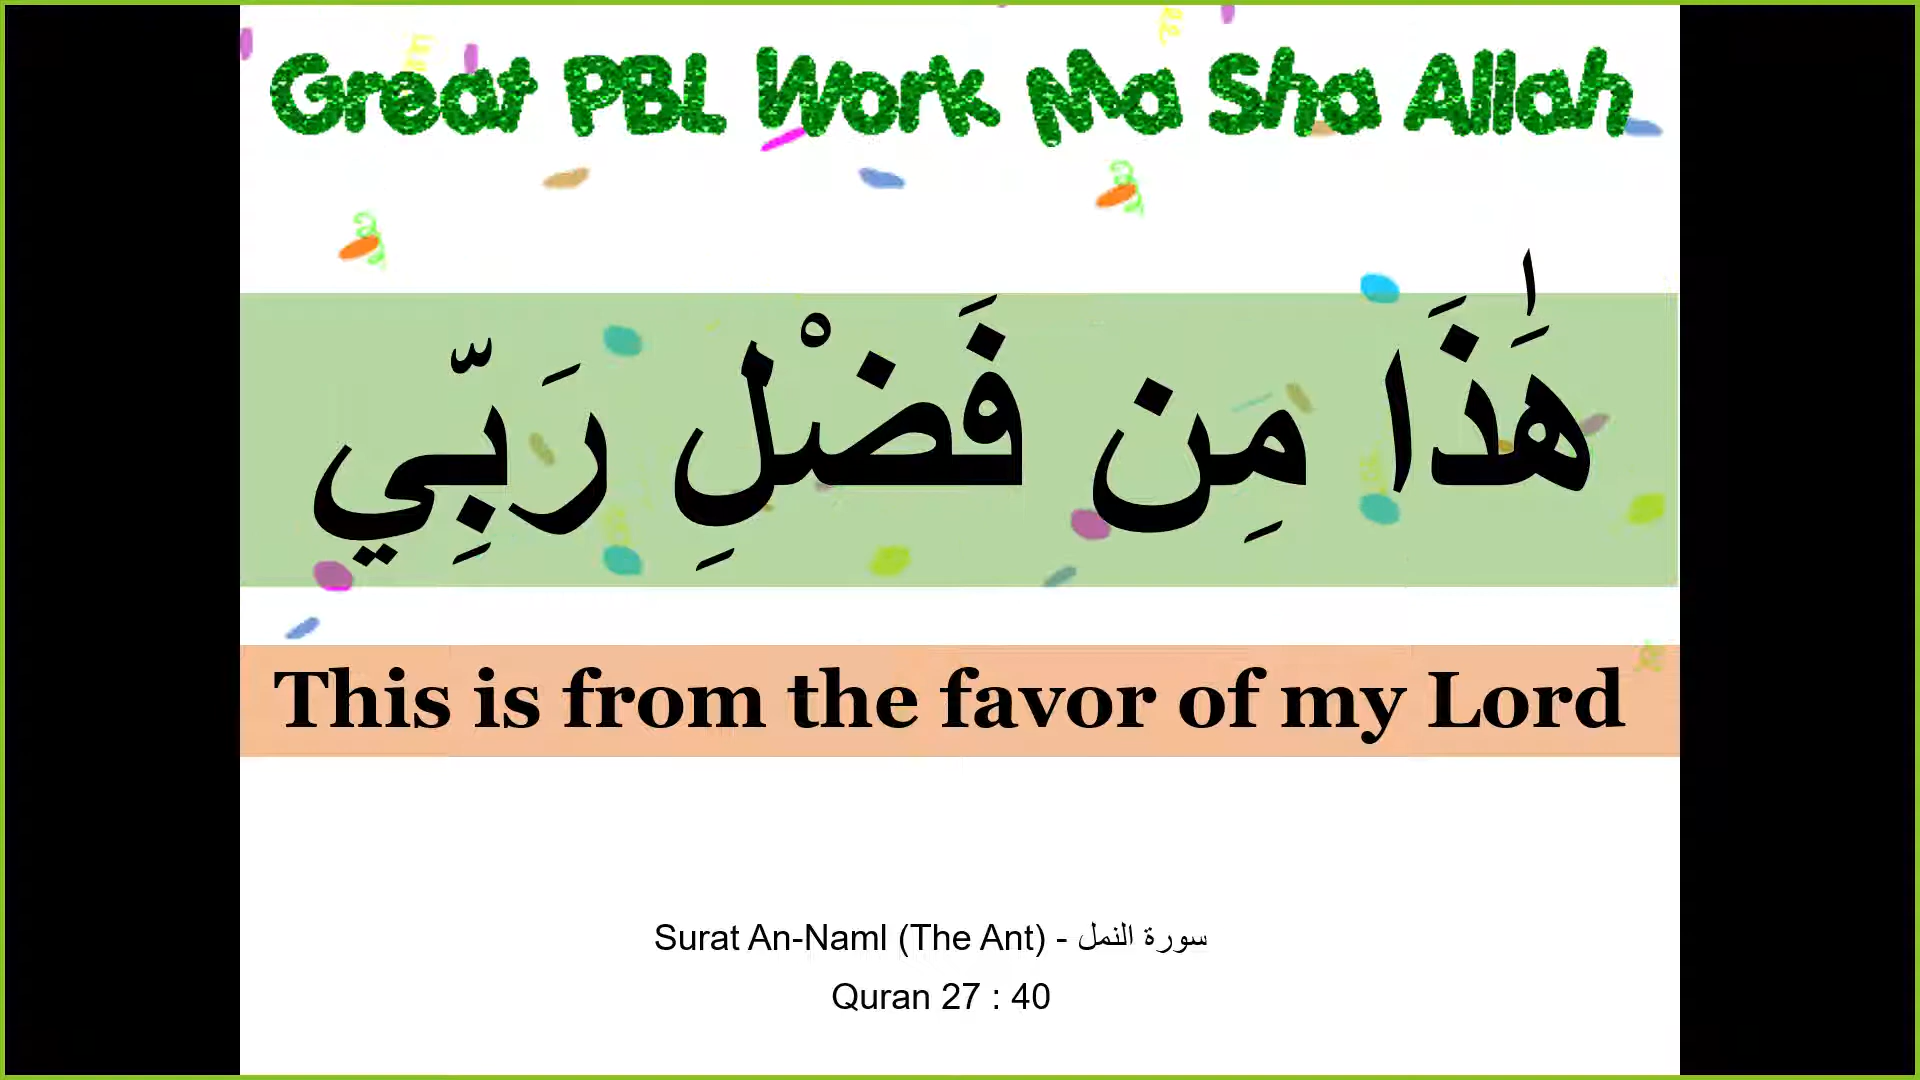 Great PBL Work Ma Sha Allah
هَٰذَا مِن فَضْلِ رَبِّي
This is from the favor of my Lord
Surat An-Naml (The Ant) - سورة النمل
Quran 27 : 40